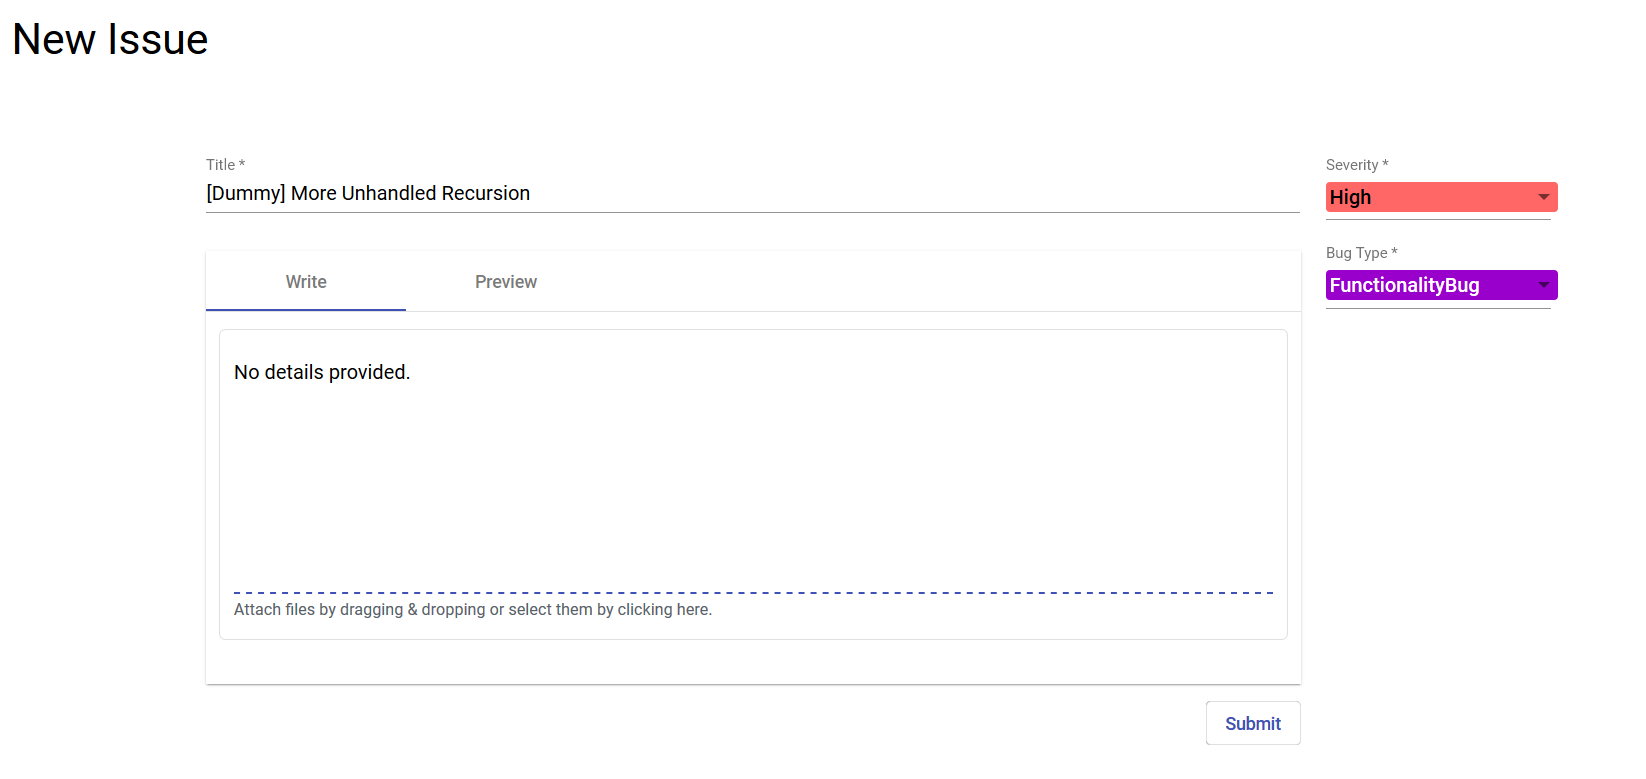 New Issue
Title *
[Dummy] More Unhandled Recursion
Severity *
High
Bug Type *
FunctionalityBug
Write
Preview
No details provided.
Attach files by dragging & dropping or select them by clicking here.
Submit